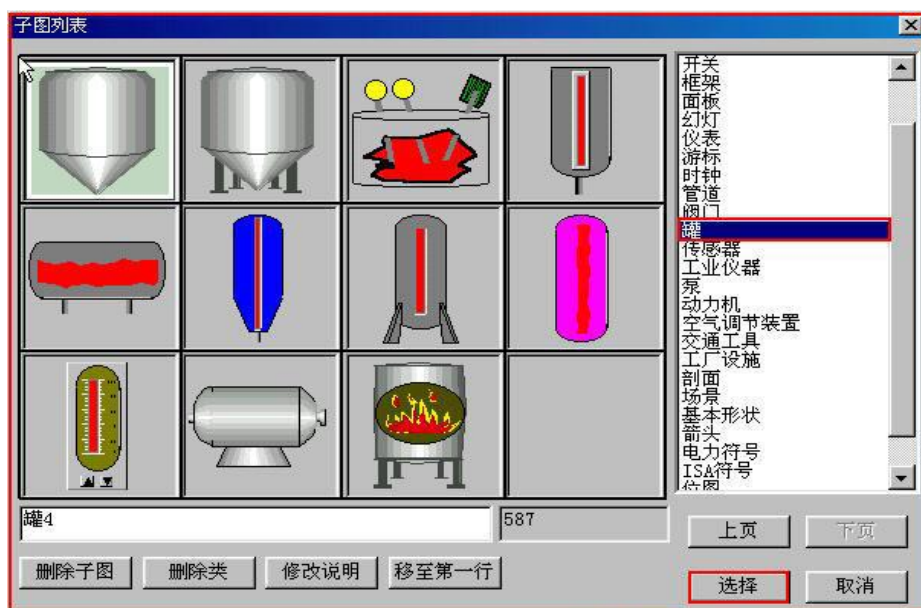 子图列表
开关
框架
面板
幻灯
仪表
游标
时钟
管道
阀门
罐
传感器
工业仪器
泵
动力机
空气调节装置
交通工具
工厂设施
剖面
场景
基本形状
箭头
电力符号
ISA符号
位图
罐4
587
上页
下页
删除子图
删除类
修改说明
移至第一行
选择
取消